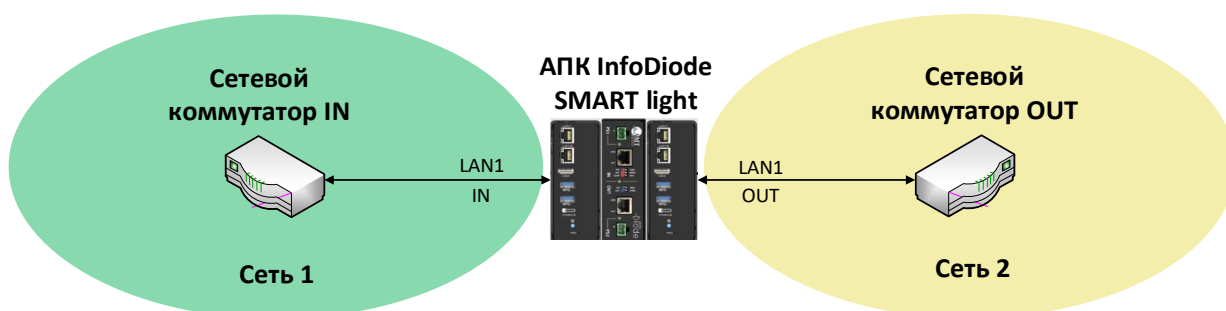 Сетевой
коммутатор IN
АПК InfoDiode
SMART light
Сетевой
коммутатор OUT
LAN1
IN
LAN1
OUT
Сеть 1
Сеть 2